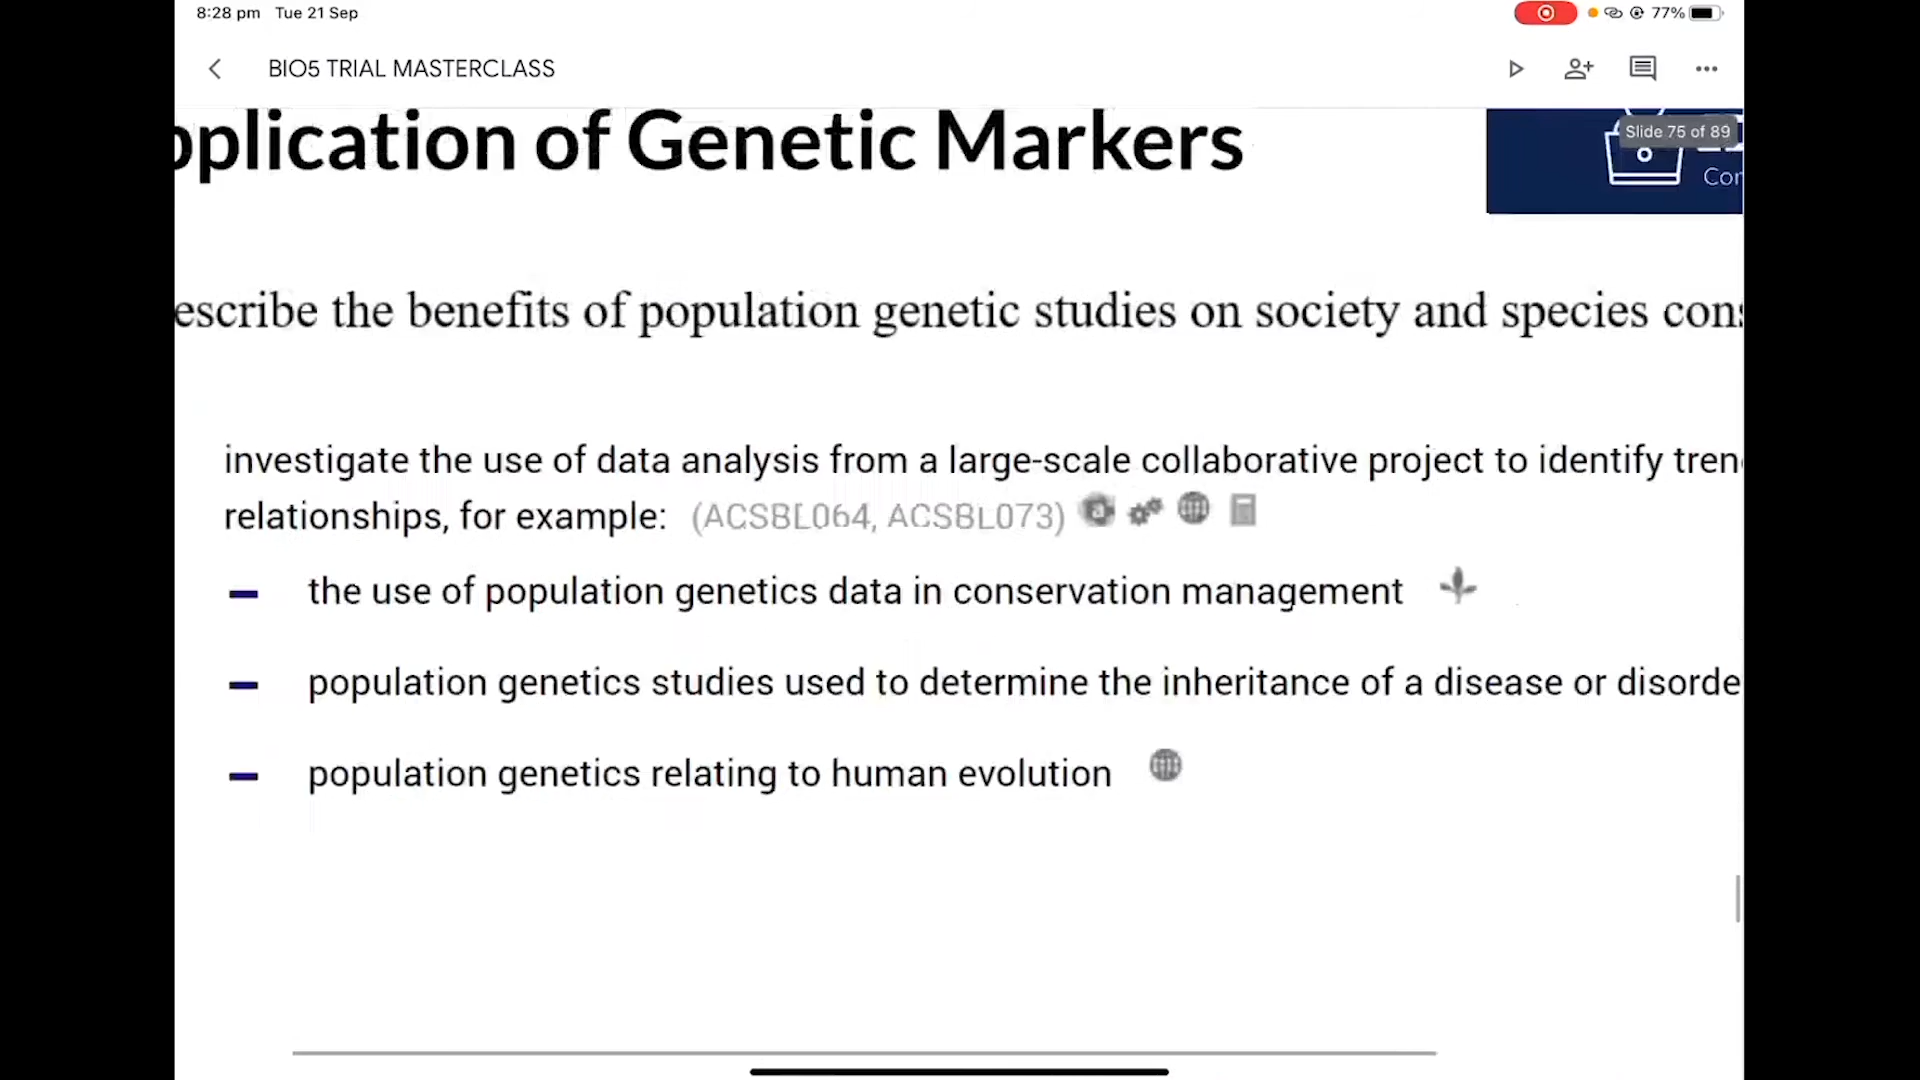 8:28 pm Tue 21 Sep
77%
BIO5 TRIAL MASTERCLASS
pplication of Genetic Markers
Slide 75 of 89
Cor
escribe the benefits of population genetic studies on society and species cons
investigate the use of data analysis from a large-scale collaborative project to identify tren
relationships, for example: (ACSBL064, ACSBL073)
– the use of population genetics data in conservation management
– population genetics studies used to determine the inheritance of a disease or disorde
– population genetics relating to human evolution